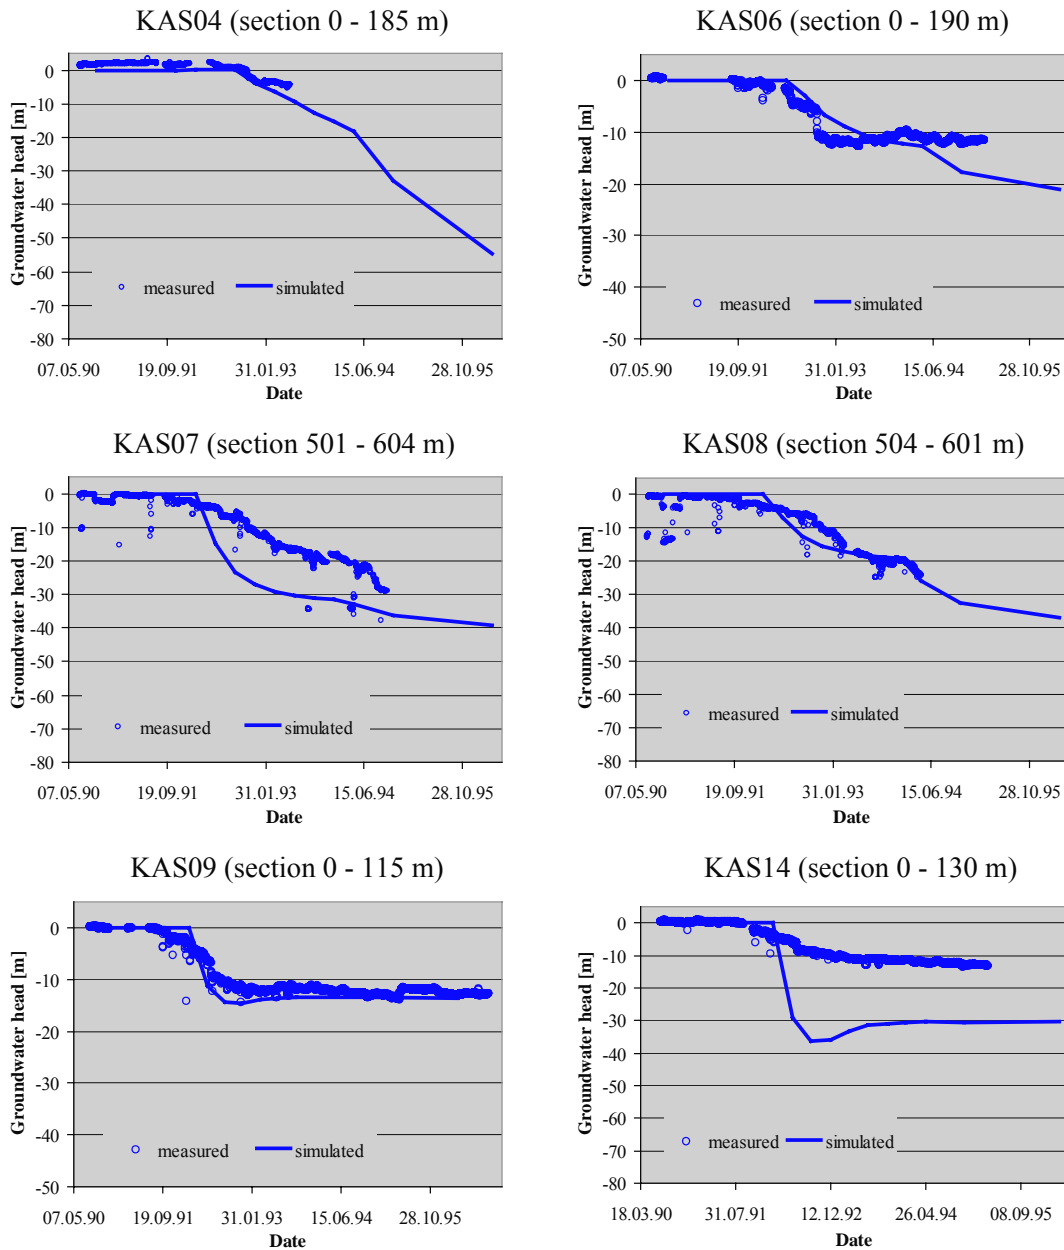 KAS04 (section 0 - 185 m)
Groundwater head [m]
0
-10
-20
-30
-40
-50
-60
-70
-80
measured
simulated
07.05.90 19.09.91 31.01.93 15.06.94 28.10.95
Date
KAS06 (section 0 - 190 m)
Groundwater head [m]
0
-10
-20
-30
-40
-50
measured
simulated
07.05.90 19.09.91 31.01.93 15.06.94 28.10.95
Date
KAS07 (section 501 - 604 m)
Groundwater head [m]
0
-10
-20
-30
-40
-50
-60
-70
-80
measured
simulated
07.05.90 19.09.91 31.01.93 15.06.94 28.10.95
Date
KAS08 (section 504 - 601 m)
Groundwater head [m]
0
-10
-20
-30
-40
-50
-60
-70
-80
measured
simulated
07.05.90 19.09.91 31.01.93 15.06.94 28.10.95
Date
KAS09 (section 0 - 115 m)
Groundwater head [m]
0
-10
-20
-30
-40
-50
measured
simulated
07.05.90 19.09.91 31.01.93 15.06.94 28.10.95
Date
KAS14 (section 0 - 130 m)
Groundwater head [m]
0
-10
-20
-30
-40
-50
-60
-70
-80
measured
simulated
18.03.90 31.07.91 12.12.92 26.04.94 08.09.95
Date